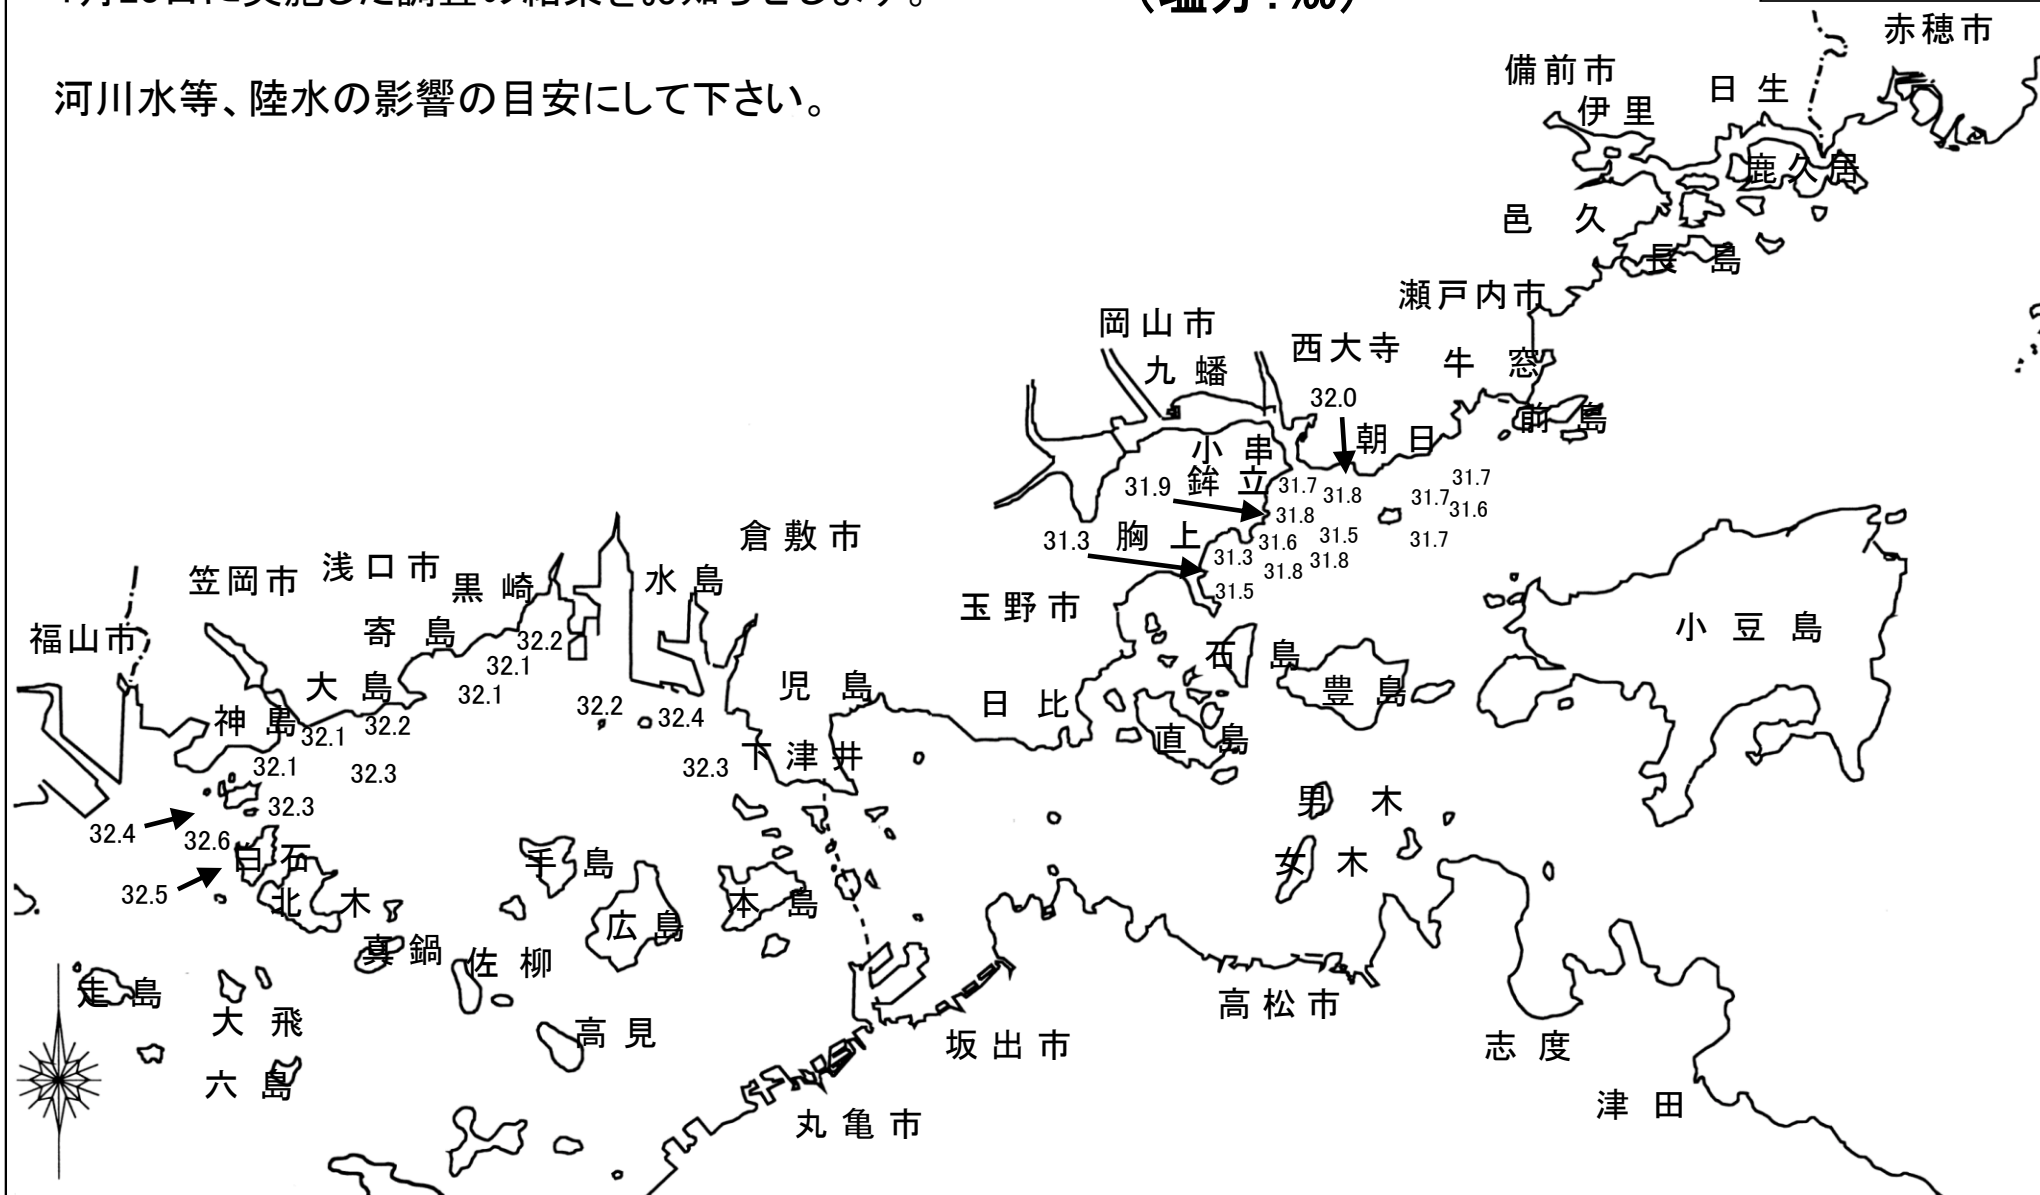 (塩分:‰)
河川水等、陸水の影響の目安にして下さい。
赤穂市
備前市
日生
伊里
鹿久居
邑久
長島
瀬戸内市
岡山市
西大寺
九蟠
牛窓
32.0
前島
朝日
小串
31.9
鉾立
31.7
31.8
31.7
31.7
31.6
31.8
31.3
胸上
31.6
31.5
31.7
31.3
31.8
31.8
31.5
倉敷市
浅口市
笠岡市
黒崎
水島
玉野市
福山市
寄島
32.2
32.1
小豆島
石島
大島
32.1
児島
豊島
日比
神島
32.2
32.2
32.4
32.1
直島
下津井
32.1
32.3
32.3
32.3
男木
32.4
32.6
白石
手島
女木
32.5
北木
本島
広島
真鍋
佐柳
走島
高松市
大飛
高見
坂出市
志度
六島
津田
丸亀市